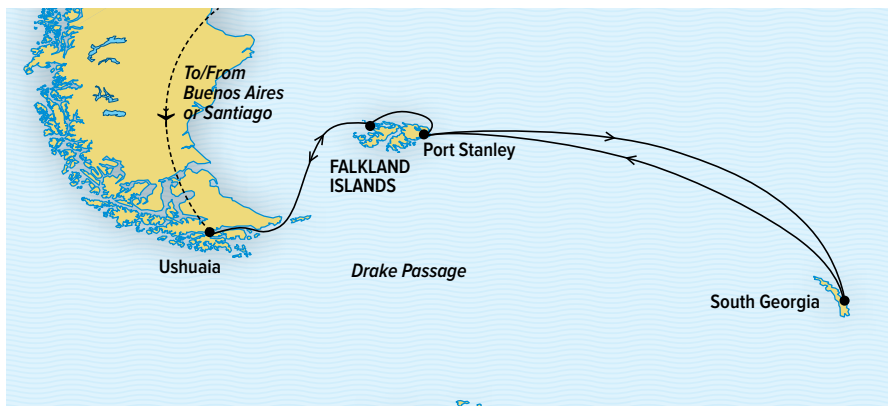 To/From
Buenos Aires
or Santiago
Port Stanley
FALKLAND
ISLANDS
Ushuaia
Drake Passage
South Georgia